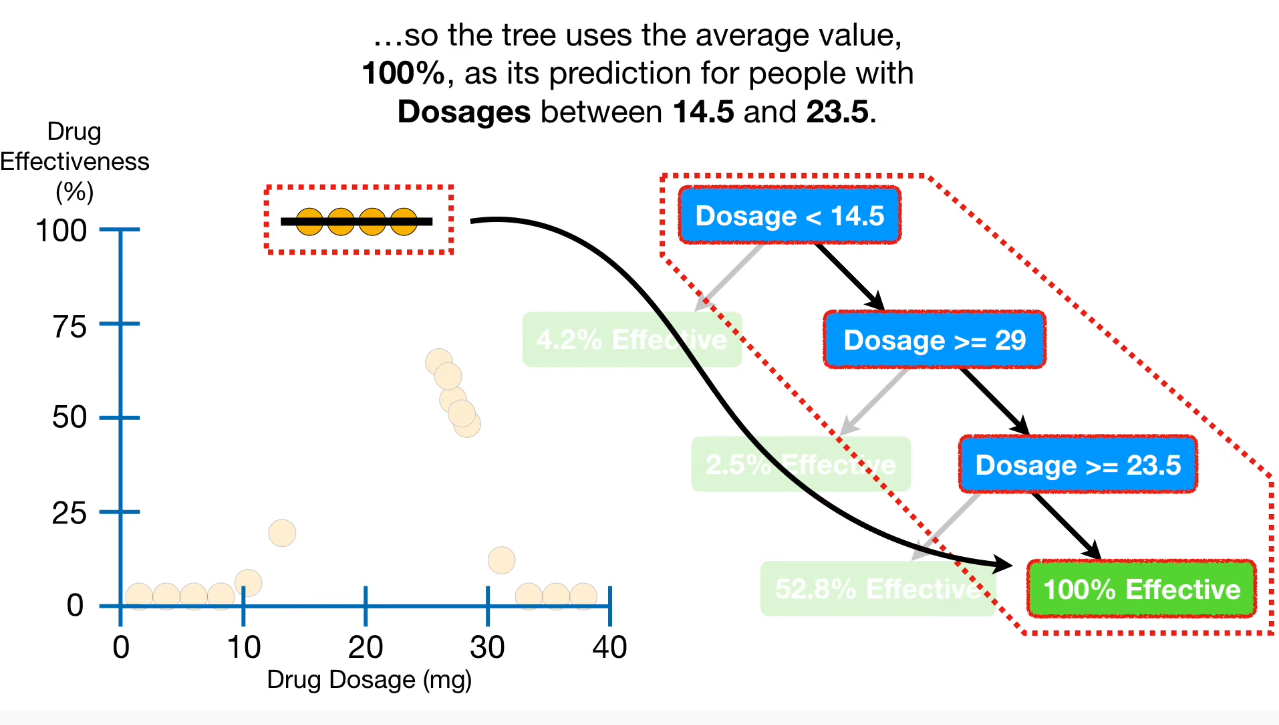 …so the tree uses the average value,
100%, as its prediction for people with
Dosages between 14.5 and 23.5.
Drug
Effectiveness
(%)
100
75
50
25
0
0
10
20
30
40
Drug Dosage (mg)
Dosage < 14.5
4.2% Effective
Dosage >= 29
2.5% Effective
Dosage >= 23.5
52.8% Effective
100% Effective